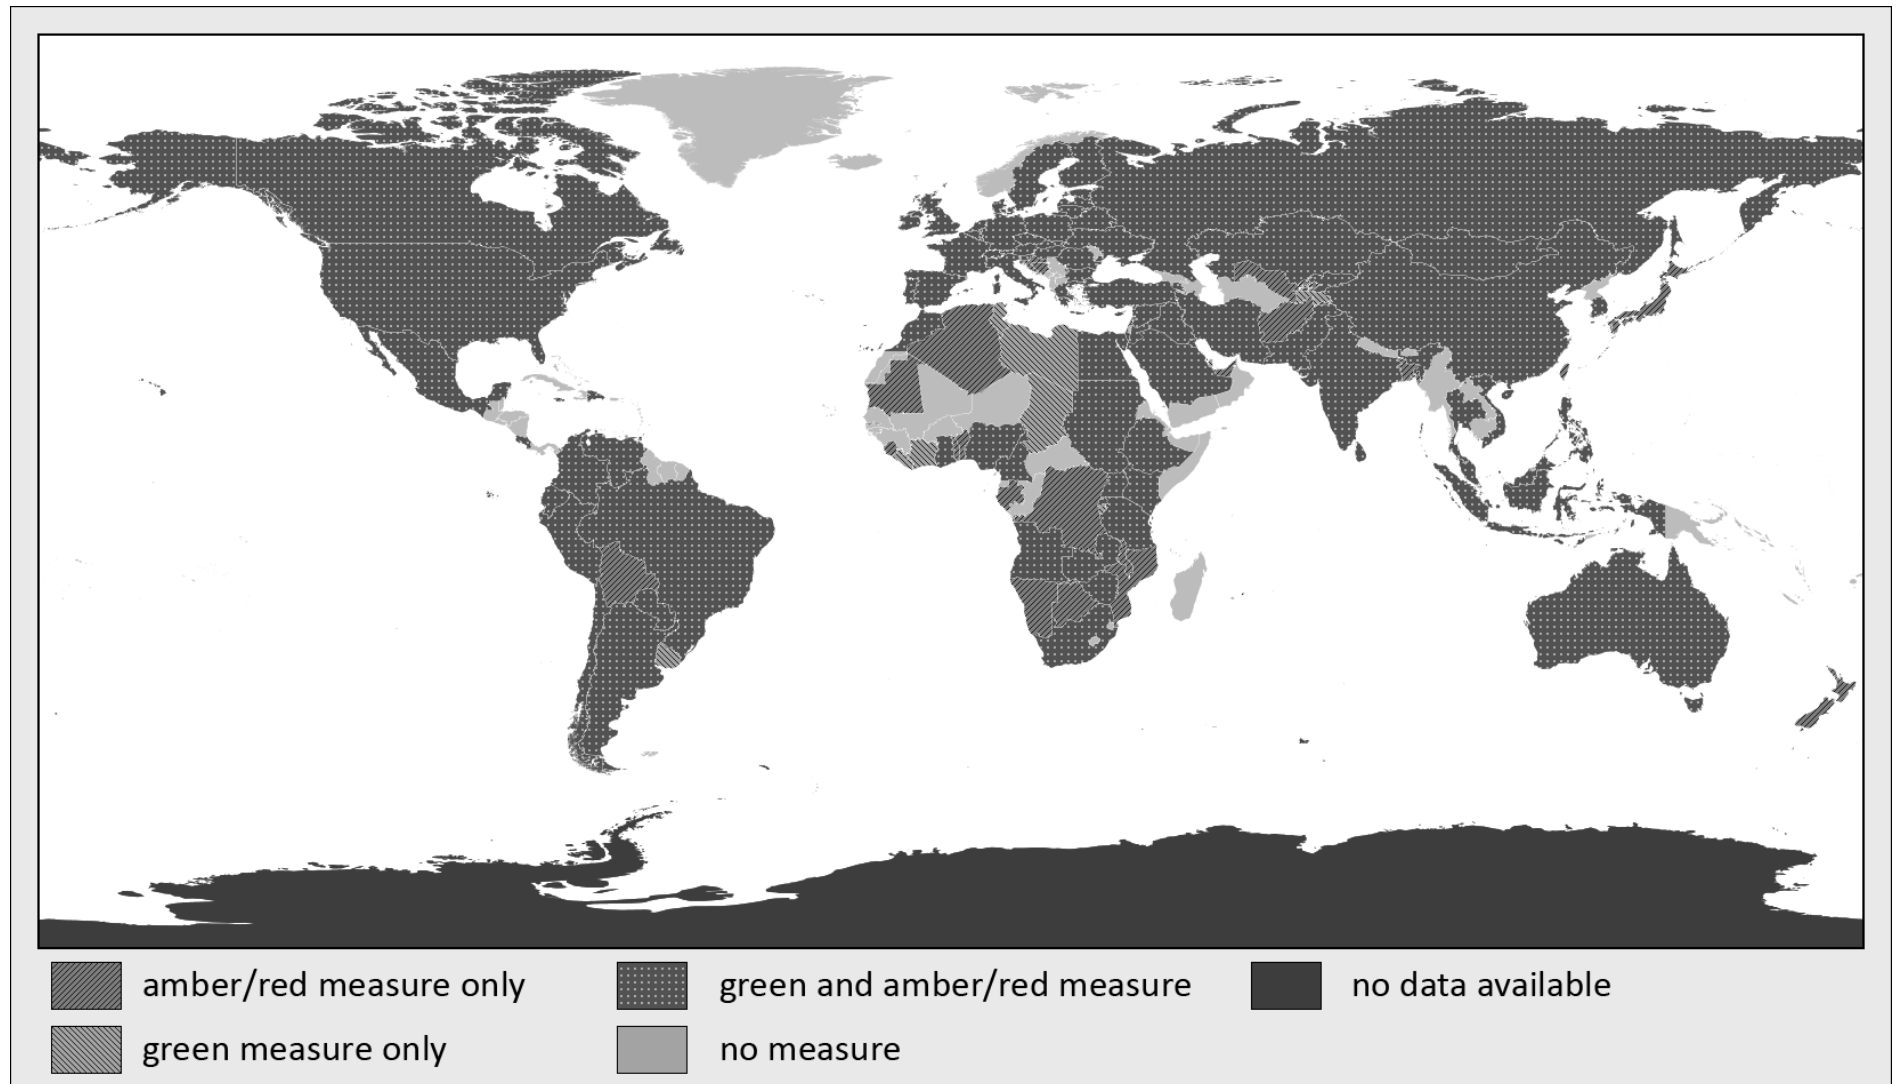 amber/red measure only
green and amber/red measure
no data available
green measure only
no measure